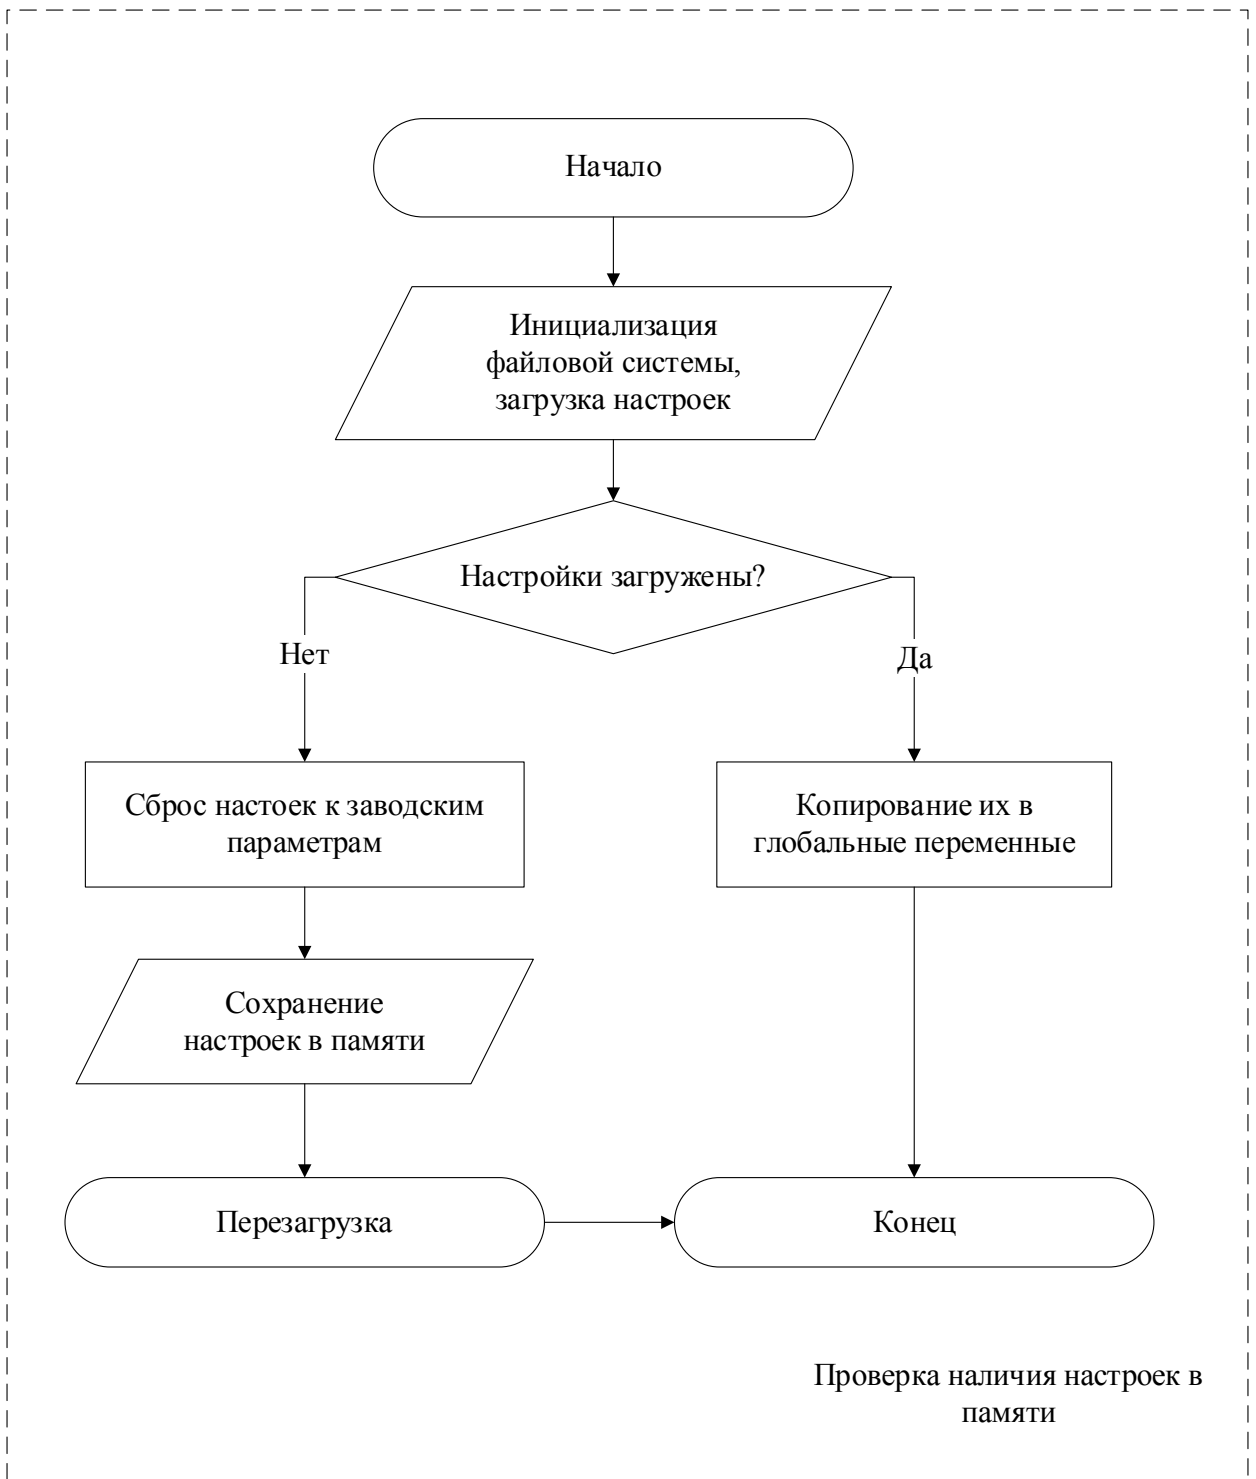 Начало
Инициализация
файловой системы,
загрузка настроек
Настройки загружены?
Нет
Да
Сброс настоек к заводским
параметрам
Копирование их в
глобальные переменные
Сохранение
настроек в памяти
Перезагрузка
Конец
Проверка наличия настроек в
памяти